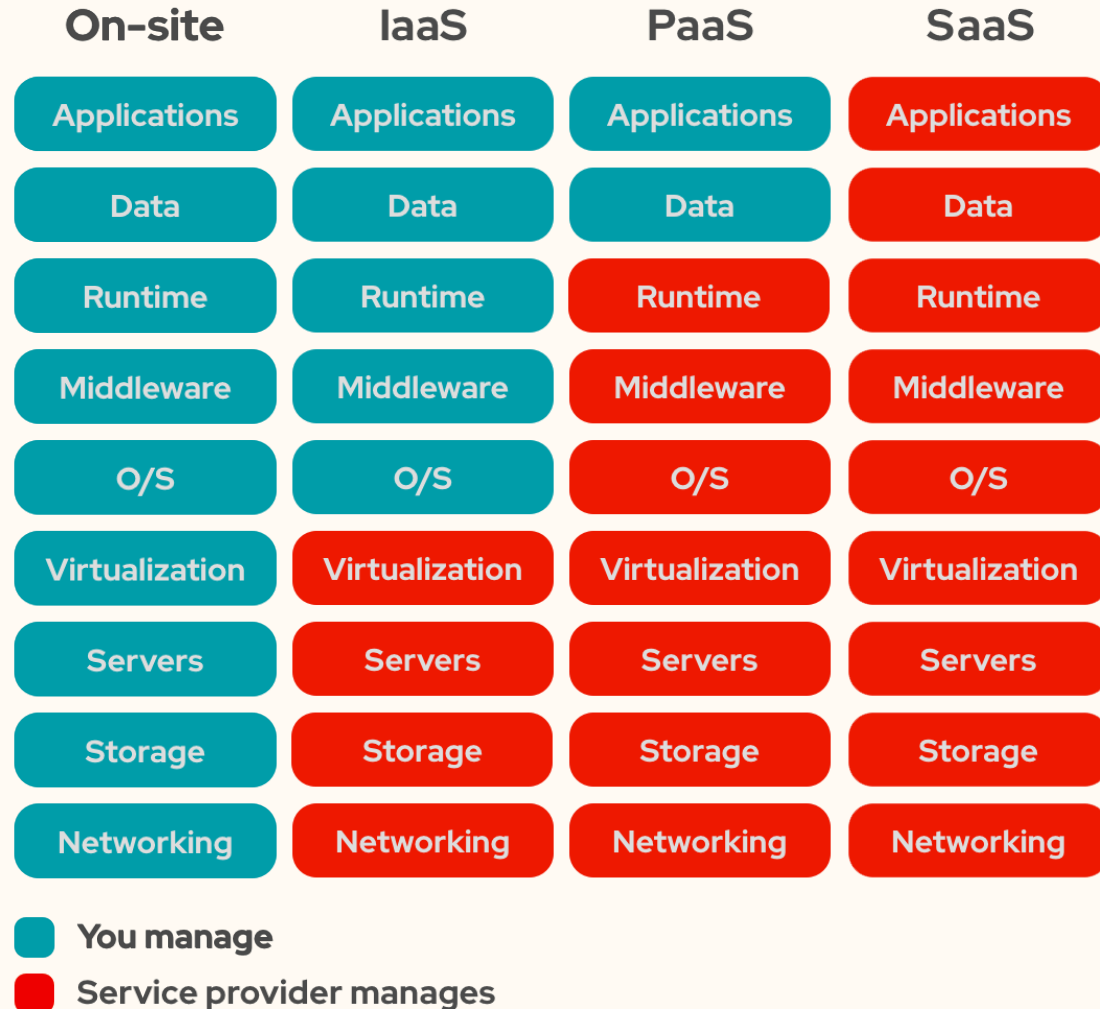 On-site IaaS PaaS SaaS
Applications Applications Applications Applications
Data Data Data Data
Runtime Runtime Runtime Runtime
Middleware Middleware Middleware Middleware
O/S O/S O/S O/S
Virtualization Virtualization Virtualization Virtualization
Servers Servers Servers Servers
Storage Storage Storage Storage
Networking Networking Networking Networking
You manage
Service provider manages